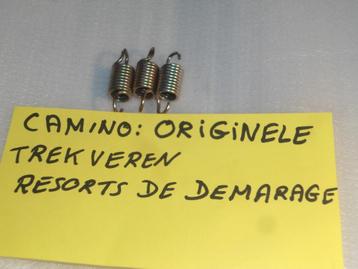 CAMINO: ORIGINELE
TREKVEREN
RESORTS DE DEMARAGE